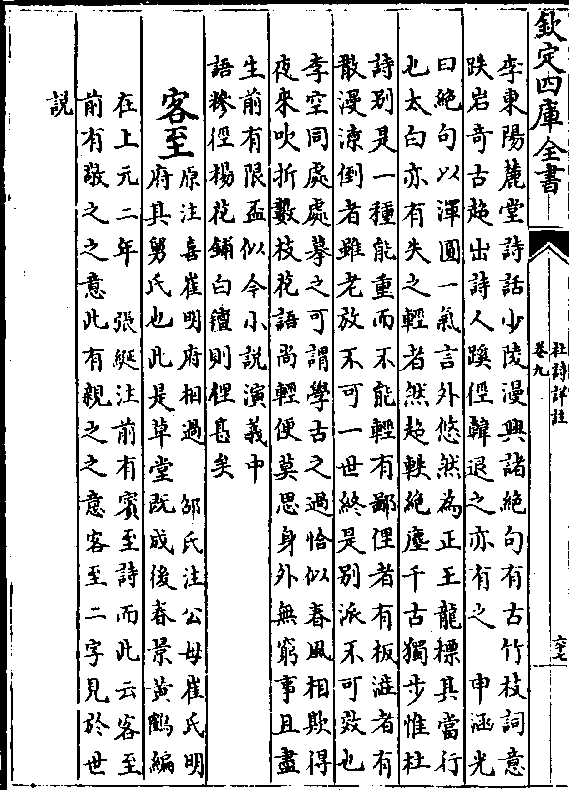 欽定四庫全書
李東陽麓堂詩話少陵漫興諸絶句有古竹枝詞意
跌宕竒古超出詩人蹊徑韓退之亦有之　申涵光
曰絶句以渾圓一氣言外悠然為正王龍標其當行
也太白亦有失之輕者然超軼絶塵千古獨步惟杜
詩别是一種能重而不能輕有鄙俚者有板澁者有
散漫潦倒者雖老放不可一世終是别派不可效也
李空同處處摹之可謂學古之過恰似春風相欺得
夜來吹折數枝花語尚輕便莫思身外無窮事且盡
生前有限盃似今小説演義中
語糝徑楊花鋪白氊則俚甚矣
客至
原注喜崔明府相過　邵氏注公母崔氏明
府其舅氏也此是草堂既成後春景黄鶴編
在上元二年　張綖注前有賓至詩而此云客至
前有敬之之意此有親之之意客至二字見於世
説
杜詩詳註
卷九
六七